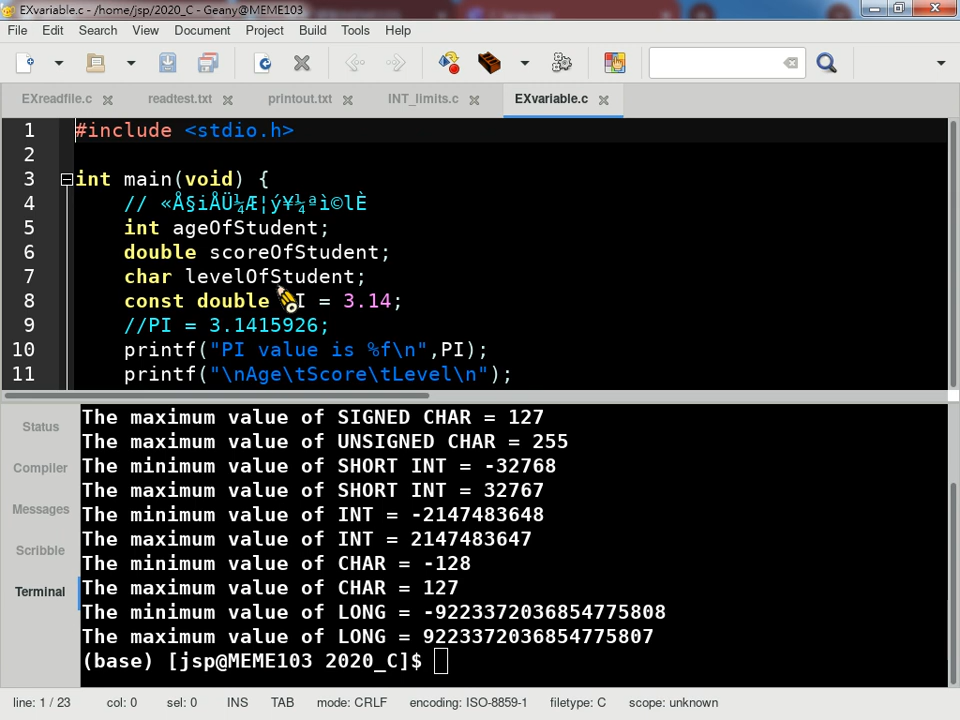 EXvariable.c - /home/jsp/2020_C - Geany@MEME103
File Edit Search View Document Project Build Tools Help
EXreadfile.c readtest.txt printout.txt INT_limits.c EXvariable.c
1 #include <stdio.h>
2
3 int main(void) {
4 // «Å§iÅÜ¼Æ¦ý¥¼ªì©lÈ
5 int ageOfStudent;
6 double scoreOfStudent;
7 char levelOfStudent;
8 const double I = 3.14;
9 //PI = 3.1415926;
10 printf("PI value is %f\n",PI);
11 printf("\nAge\tScore\tLevel\n");
Status
Compiler
Messages
Scribble
Terminal
The maximum value of SIGNED CHAR = 127
The maximum value of UNSIGNED CHAR = 255
The minimum value of SHORT INT = -32768
The maximum value of SHORT INT = 32767
The minimum value of INT = -2147483648
The maximum value of INT = 2147483647
The minimum value of CHAR = -128
The maximum value of CHAR = 127
The minimum value of LONG = -9223372036854775808
The maximum value of LONG = 9223372036854775807
(base) [jsp@MEME103 2020_C]$
line: 1 / 23 col: 0 sel: 0 INS TAB mode: CRLF encoding: ISO-8859-1 filetype: C scope: unknown